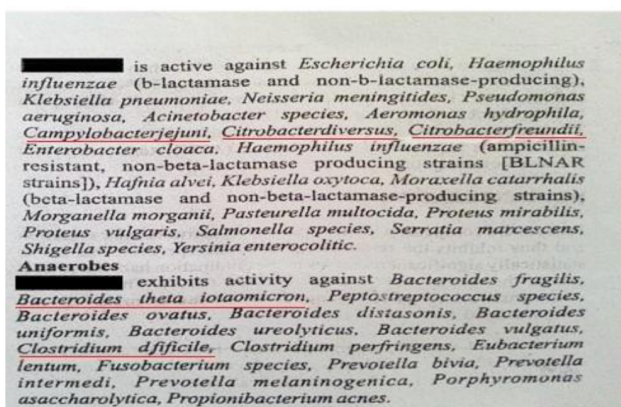 is active against Escherichia coli, Haemophilus
influenzae (b-lactamase and non-b-lactamase-producing),
Klebsiella pneumoniae, Neisseria meningitides, Pseudomonas
aeruginosa, Acinetobacter species, Aeromonas hydrophila,
Campylobacterjejuni, Citrobacterdiversus, Citrobacterfreundii,
Enterobacter cloaca, Haemophilus influenzae (ampicillin-
resistant, non-beta-lactamase producing strains [BLNAR
strains]), Hafnia alvei, Klebsiella oxytoca, Moraxella catarrhalis
(beta-lactamase and non-beta-lactamase-producing strains),
Morganella morganii, Pasteurella multocida, Proteus mirabilis,
Proteus vulgaris, Salmonella species, Serratia marcescens,
Shigella species, Yersinia enterocolitic.
Anaerobes
exhibits activity against Bacteroides fragilis,
Bacteroides theta iotaomicron, Peptostreptococcus species,
Bacteroides ovatus, Bacteroides distasonis, Bacteroides
uniformis, Bacteroides ureolyticus, Bacteroides vulgatus,
Clostridium dfificile, Clostridium perfringens, Eubacterium
lentum, Fusobacterium species, Prevotella bivia, Prevotella
intermedi, Prevotella melaninogenica, Porphyromonas
asaccharolytica, Propionibacterium acnes.